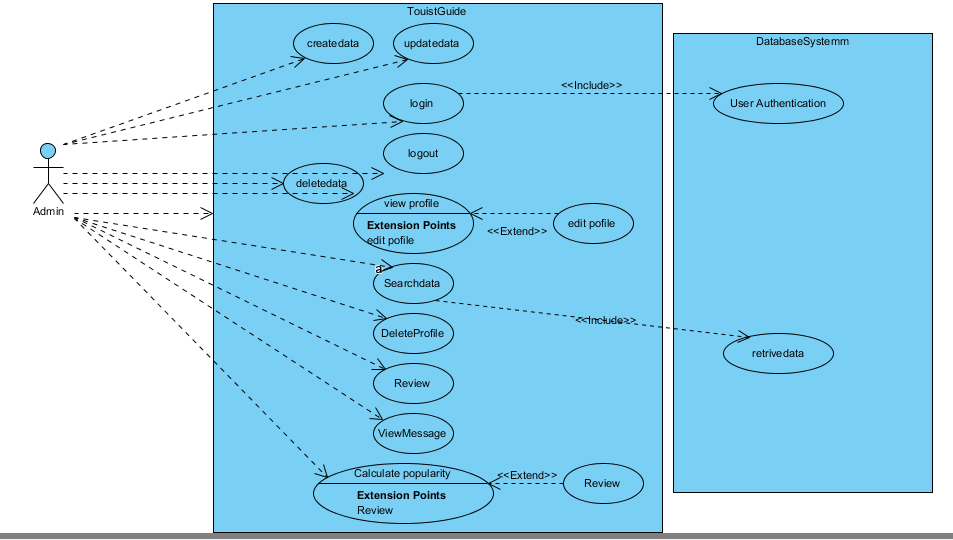 TouistGuide
DatabaseSystemm
createdata
updatedata
<<Include>>
login
User Authentication
logout
Admin
deletedata
view profile
Extension Points
edit pofile
edit pofile
<<Extend>>
a
Searchdata
<<Include>>
DeleteProfile
retrivedata
Review
ViewMessage
Calculate popularity
Extension Points
Review
<<Extend>>
Review